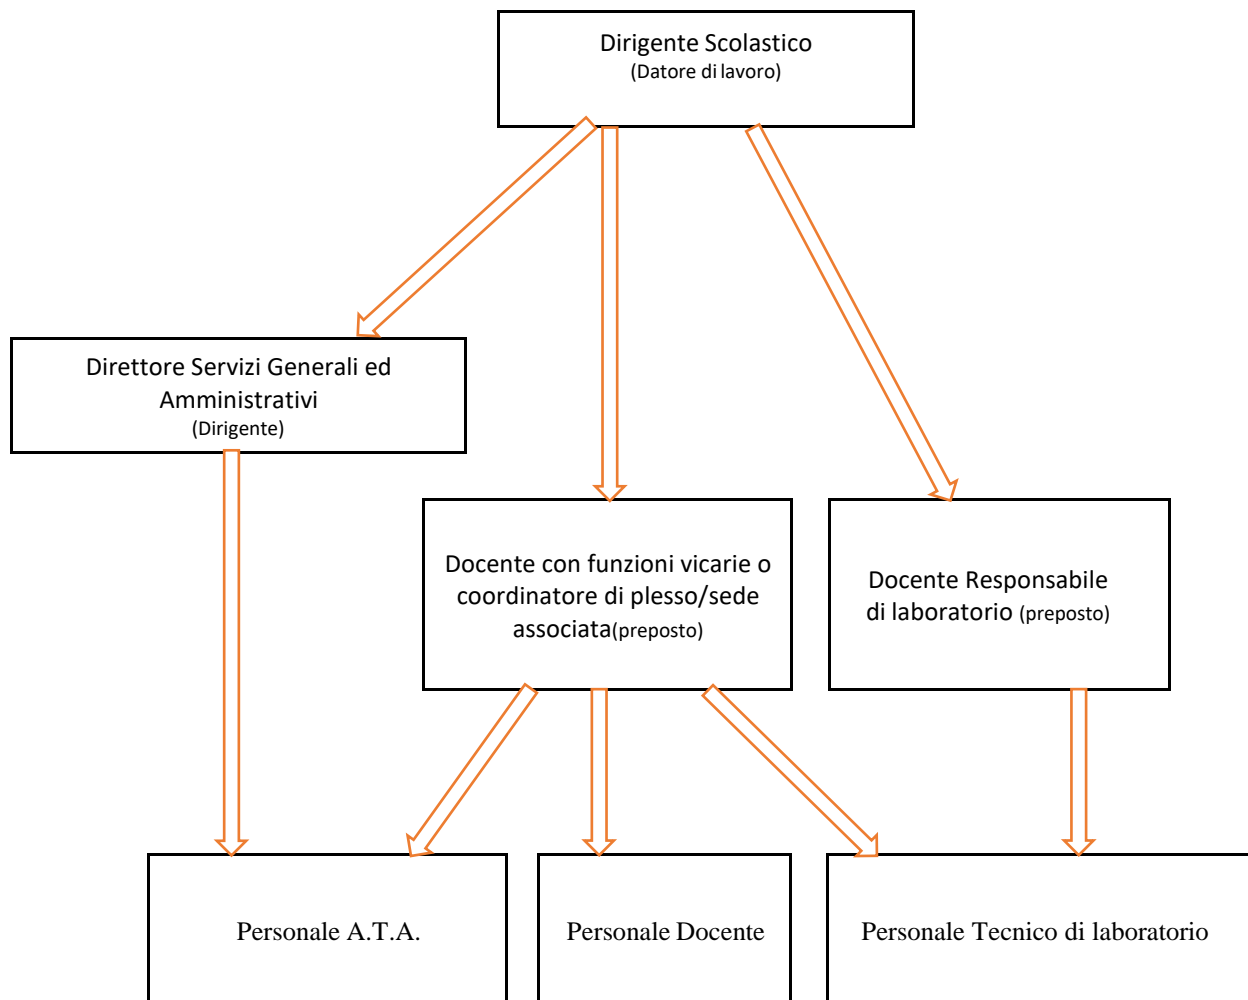 Dirigente Scolastico
(Datore di lavoro)
Direttore Servizi Generali ed
Amministrativi
(Dirigente)
Docente con funzioni vicarie o
coordinatore di plesso/sede
associata(preposto)
Docente Responsabile
di laboratorio (preposto)
Personale A.T.A.
Personale Docente
Personale Tecnico di laboratorio